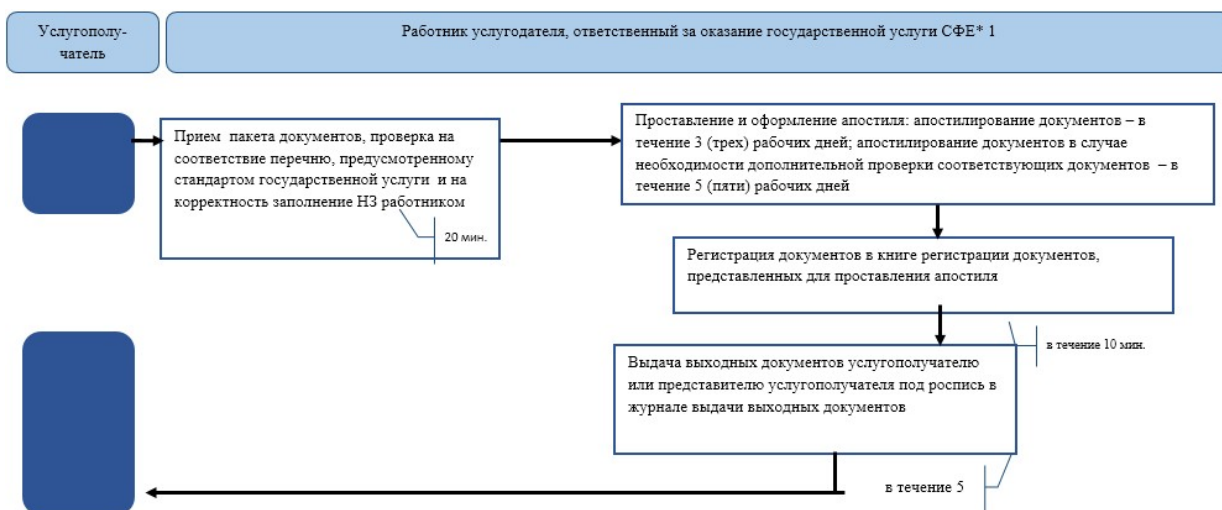 Услугополу-
чатель
Работник услугодателя, ответственный за оказание государственной услуги СФЕ* 1
Прием пакета документов, проверка на
соответствие перечню, предусмотренному
стандартом государственной услуги и на
корректность заполнение НЗ работником
20 мин.
Проставление и оформление апостиля: апостилирование документов – в
течение 3 (трех) рабочих дней; апостилирование документов в случае
необходимости дополнительной проверки соответствующих документов – в
течение 5 (пяти) рабочих дней
Регистрация документов в книге регистрации документов,
представленных для проставления апостиля
в течение 10 мин.
Выдача выходных документов услугополучателю
или представителю услугополучателя под роспись в
журнале выдачи выходных документов
в течение 5